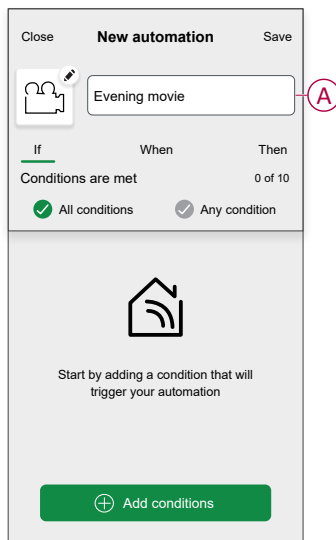 Close New automation Save
Evening movie
A
If When Then
Conditions are met 0 of 10
All conditions Any condition
Start by adding a condition that will
trigger your automation
Add conditions